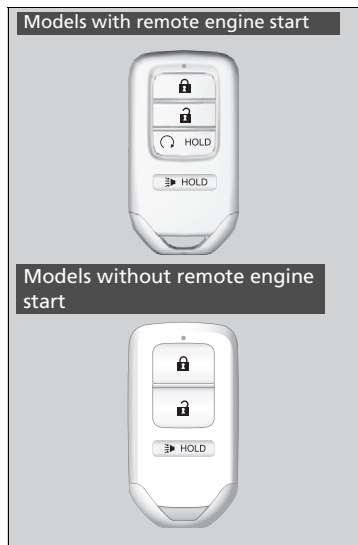 Models with remote engine start
HOLD
HOLD
Models without remote engine
start
HOLD